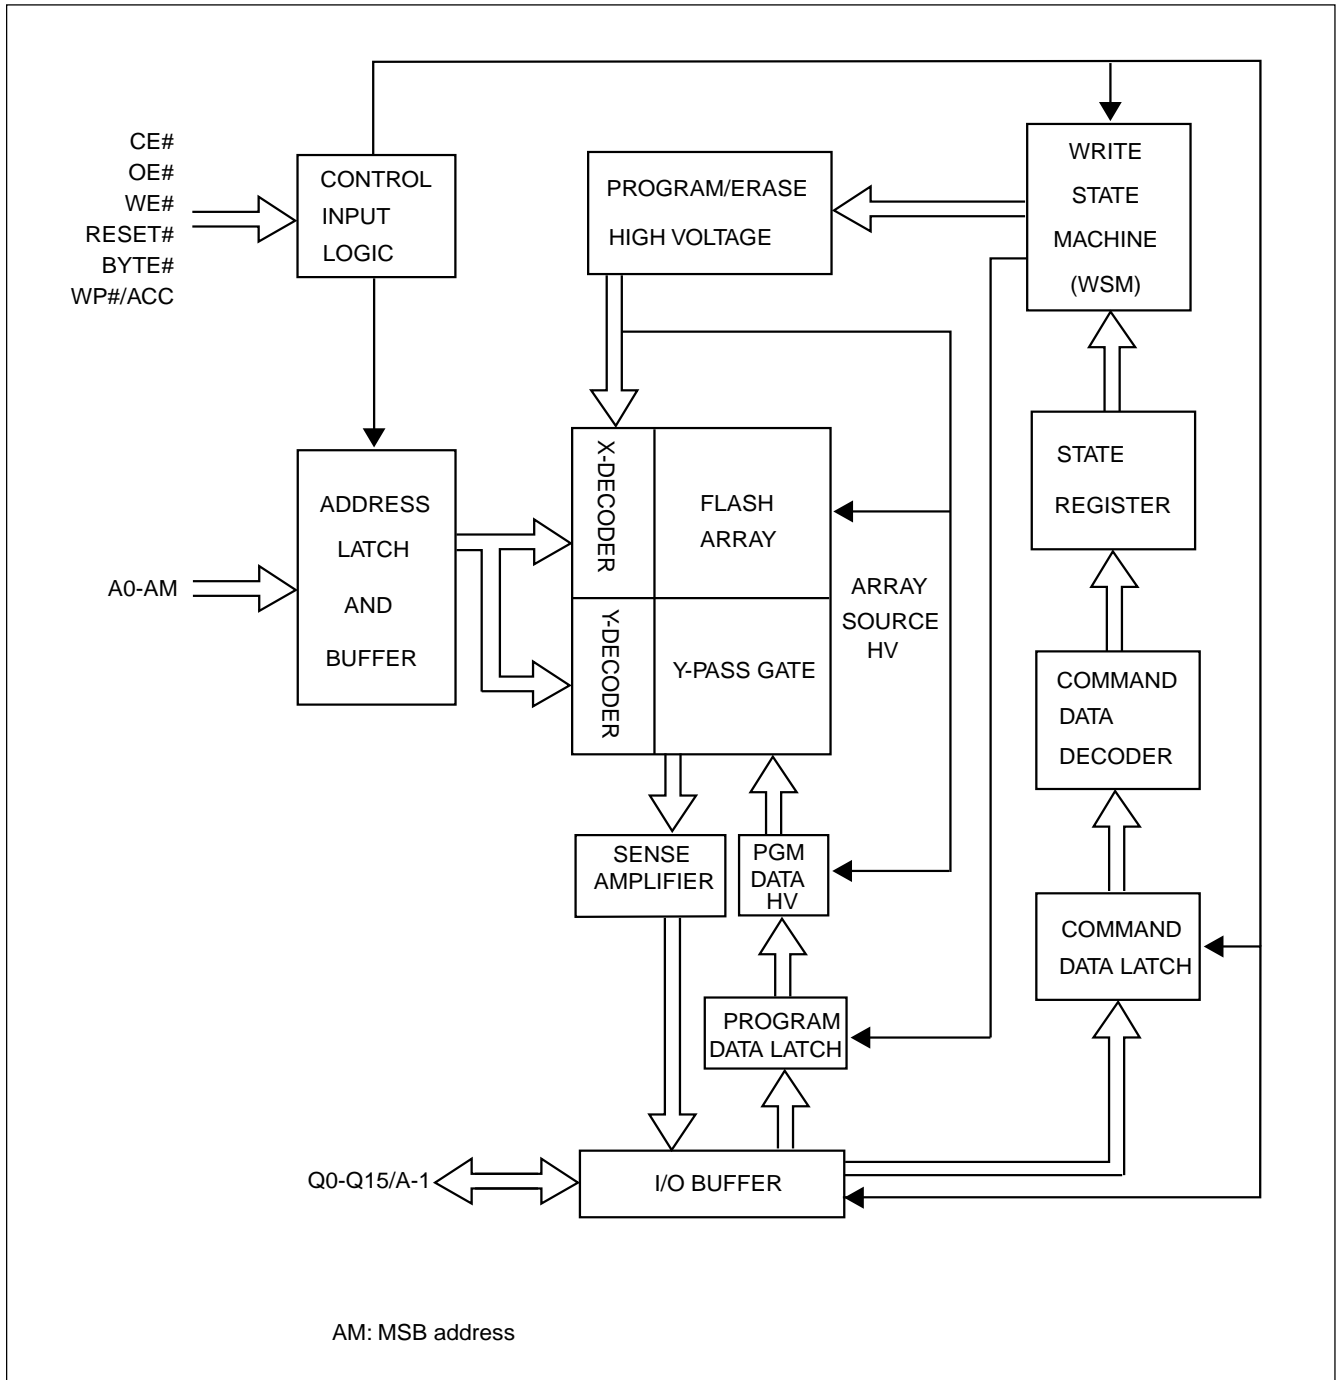 CE#
OE#
WE#
RESET#
BYTE#
WP#/ACC
CONTROL
INPUT
LOGIC
PROGRAM/ERASE
HIGH VOLTAGE
WRITE
STATE
MACHINE
(WSM)
A0-AM
ADDRESS
LATCH
AND
BUFFER
X-DECODER
FLASH
ARRAY
Y-DECODER
Y-PASS GATE
ARRAY
SOURCE
HV
STATE
REGISTER
COMMAND
DATA
DECODER
SENSE
AMPLIFIER
PGM
DATA
HV
COMMAND
DATA LATCH
PROGRAM
DATA LATCH
Q0-Q15/A-1
I/O BUFFER
AM: MSB address